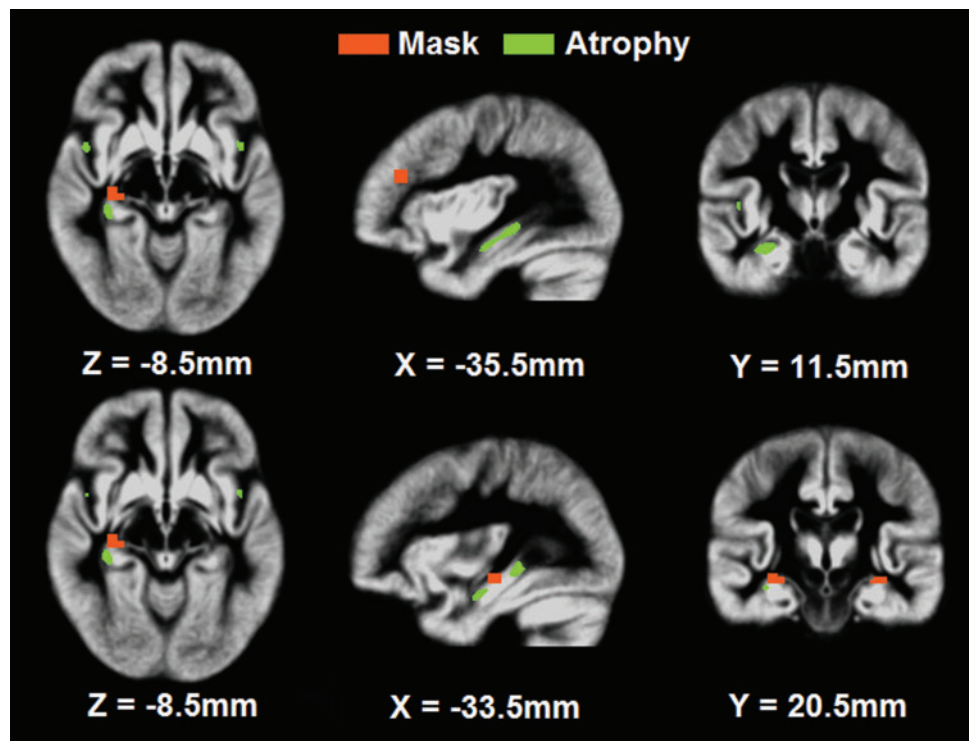 Mask Atrophy
Z = -8.5mm X = -35.5mm Y = 11.5mm
Z = -8.5mm X = -33.5mm Y = 20.5mm